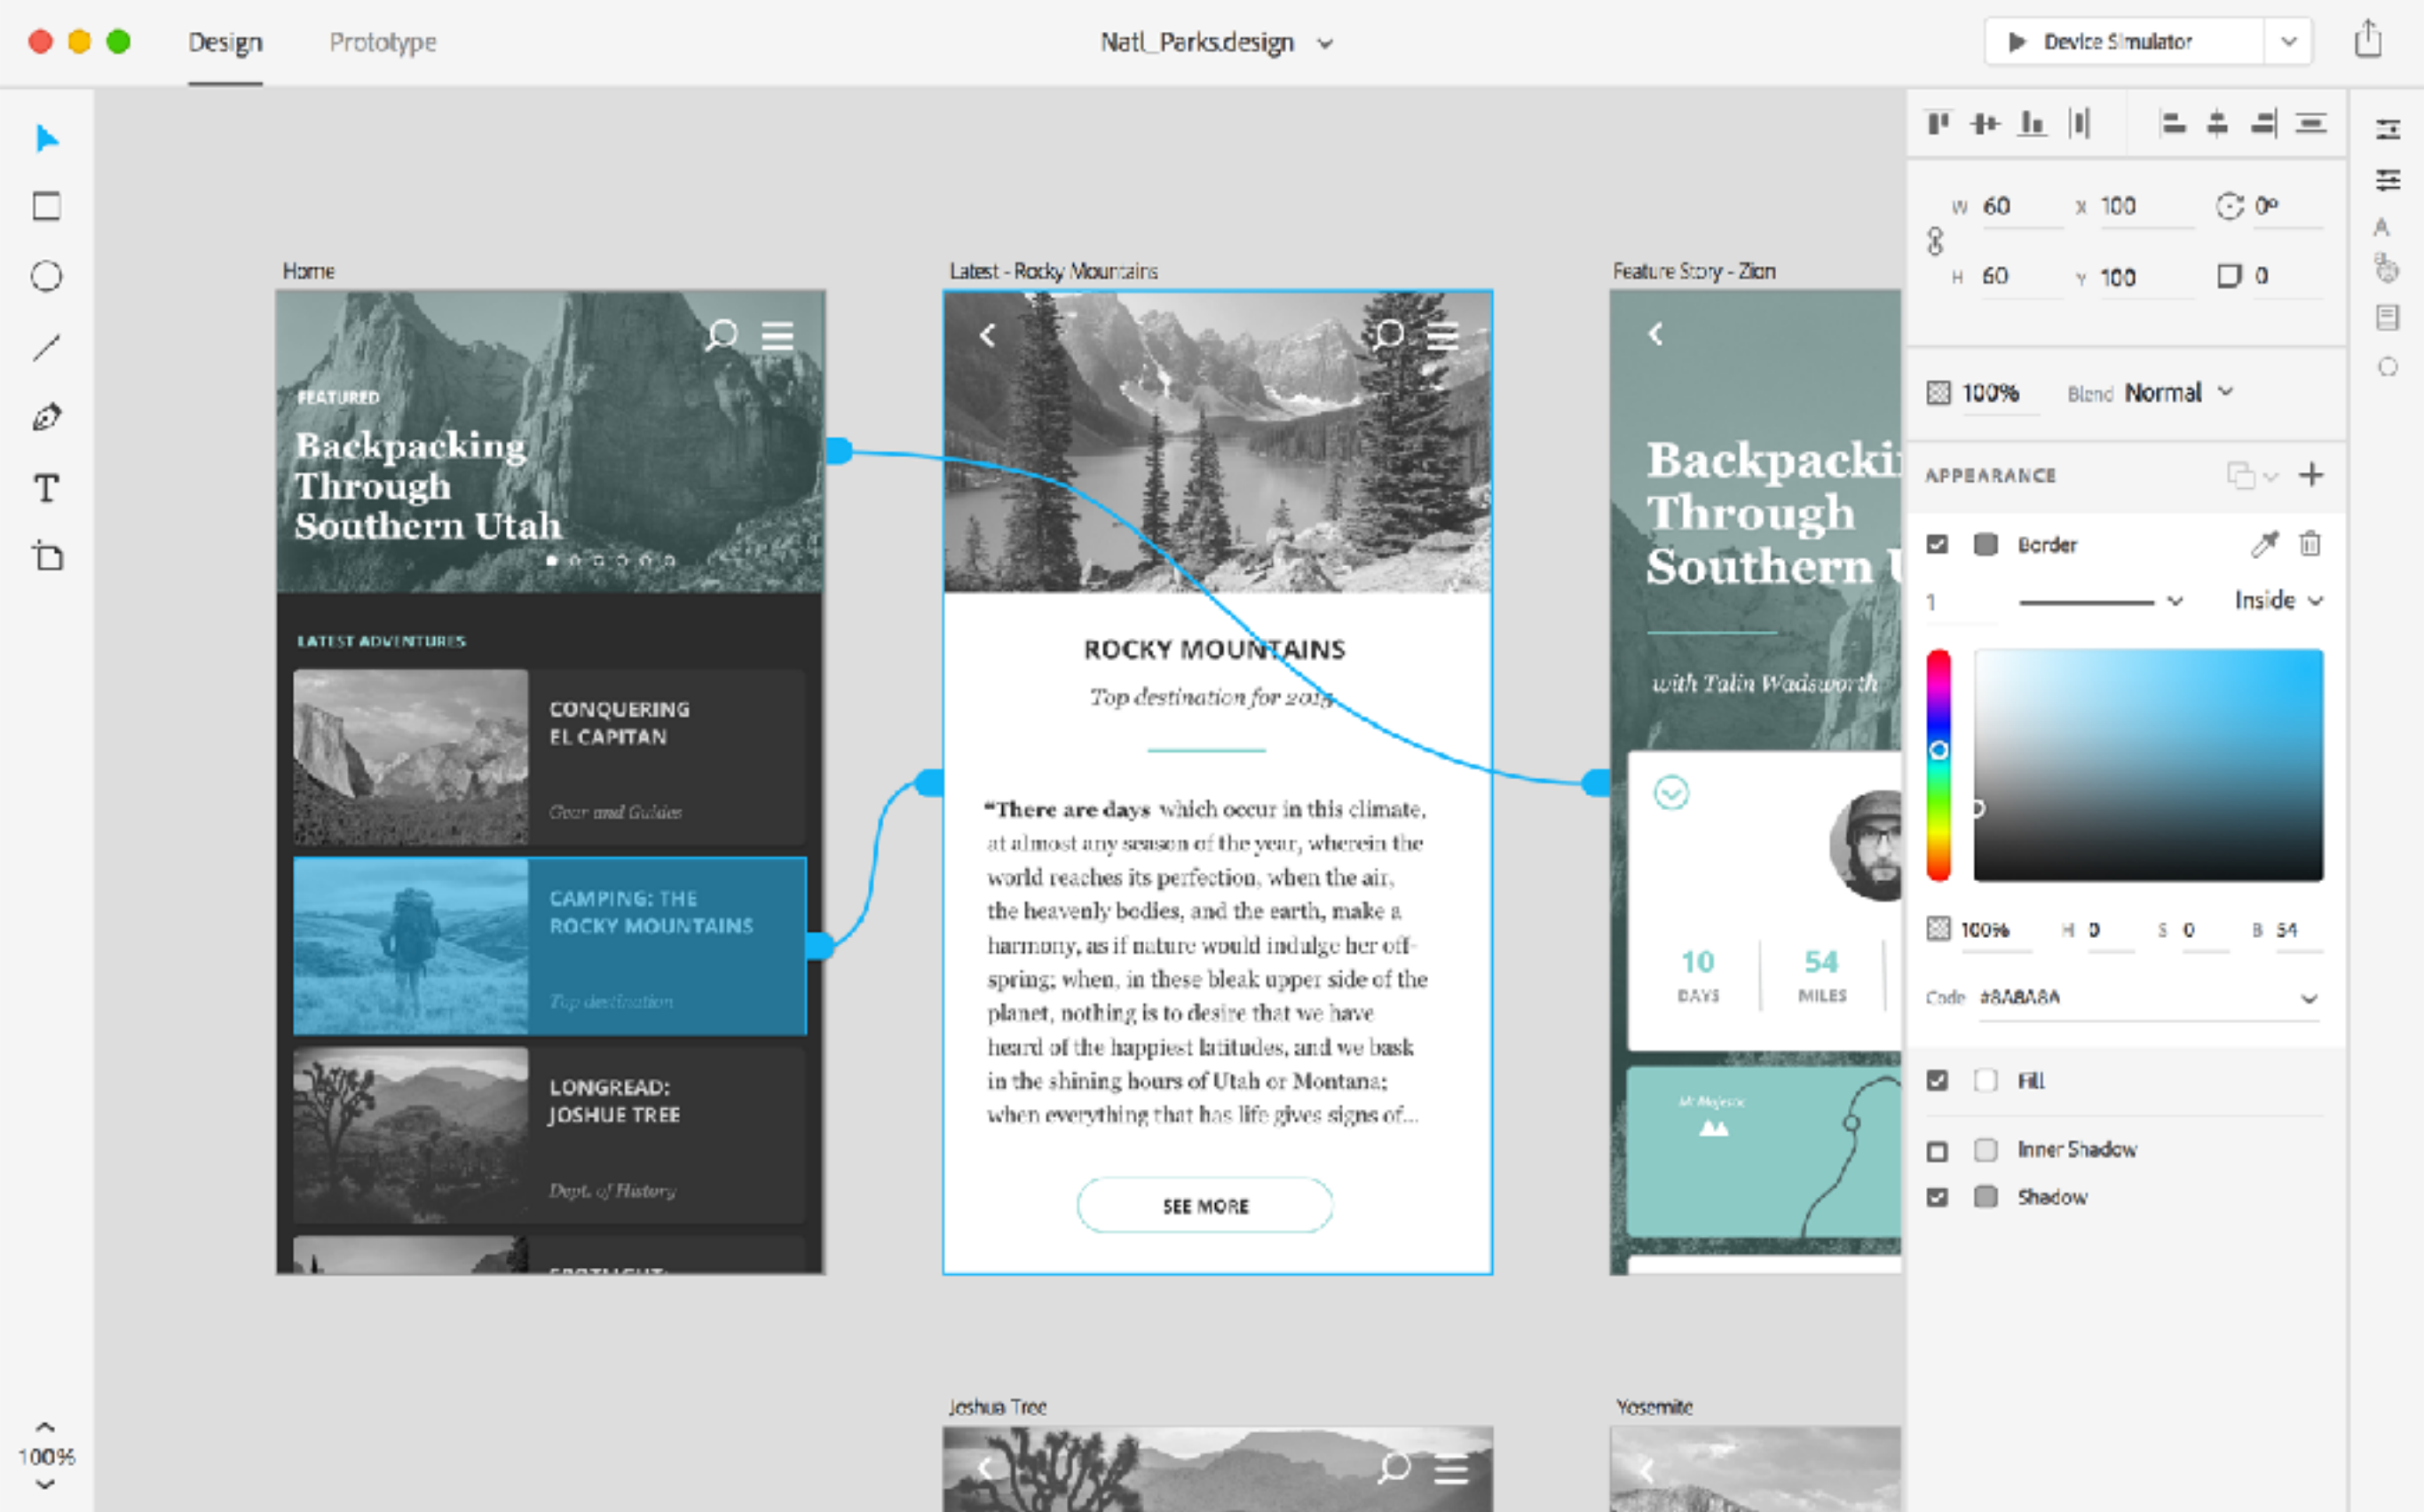 Design
Prototype
Natl_Parks.design
Device Simulator
W 60
X 100
0°
H 60
Y 100
0
100%
Blend Normal
APPEARANCE
Border
1
Inside
100%
H 0
S 0
B 54
Code #8A8A8A
Fill
Inner Shadow
Shadow
A
Home
FEATURED
Backpacking
Through
Southern Utah
LATEST ADVENTURES
CONQUERING
EL CAPITAN
Gear and Guides
CAMPING: THE
ROCKY MOUNTAINS
Top destination
LONGREAD:
JOSHUE TREE
Dept. of History
SPOTLIGHT:
Latest - Rocky Mountains
ROCKY MOUNTAINS
Top destination for 2015
“There are days which occur in this climate,
at almost any season of the year, wherein the
world reaches its perfection, when the air,
the heavenly bodies, and the earth, make a
harmony, as if nature would indulge her off-
spring; when, in these bleak upper side of the
planet, nothing is to desire that we have
heard of the happiest latitudes, and we bask
in the shining hours of Utah or Montana;
when everything that has life gives signs of...
SEE MORE
Feature Story - Zion
Backpacki
Through
Southern U
with Talin Wadsworth
10
DAYS
54
MILES
Mt Majestic
Joshua Tree
Yosemite
100%